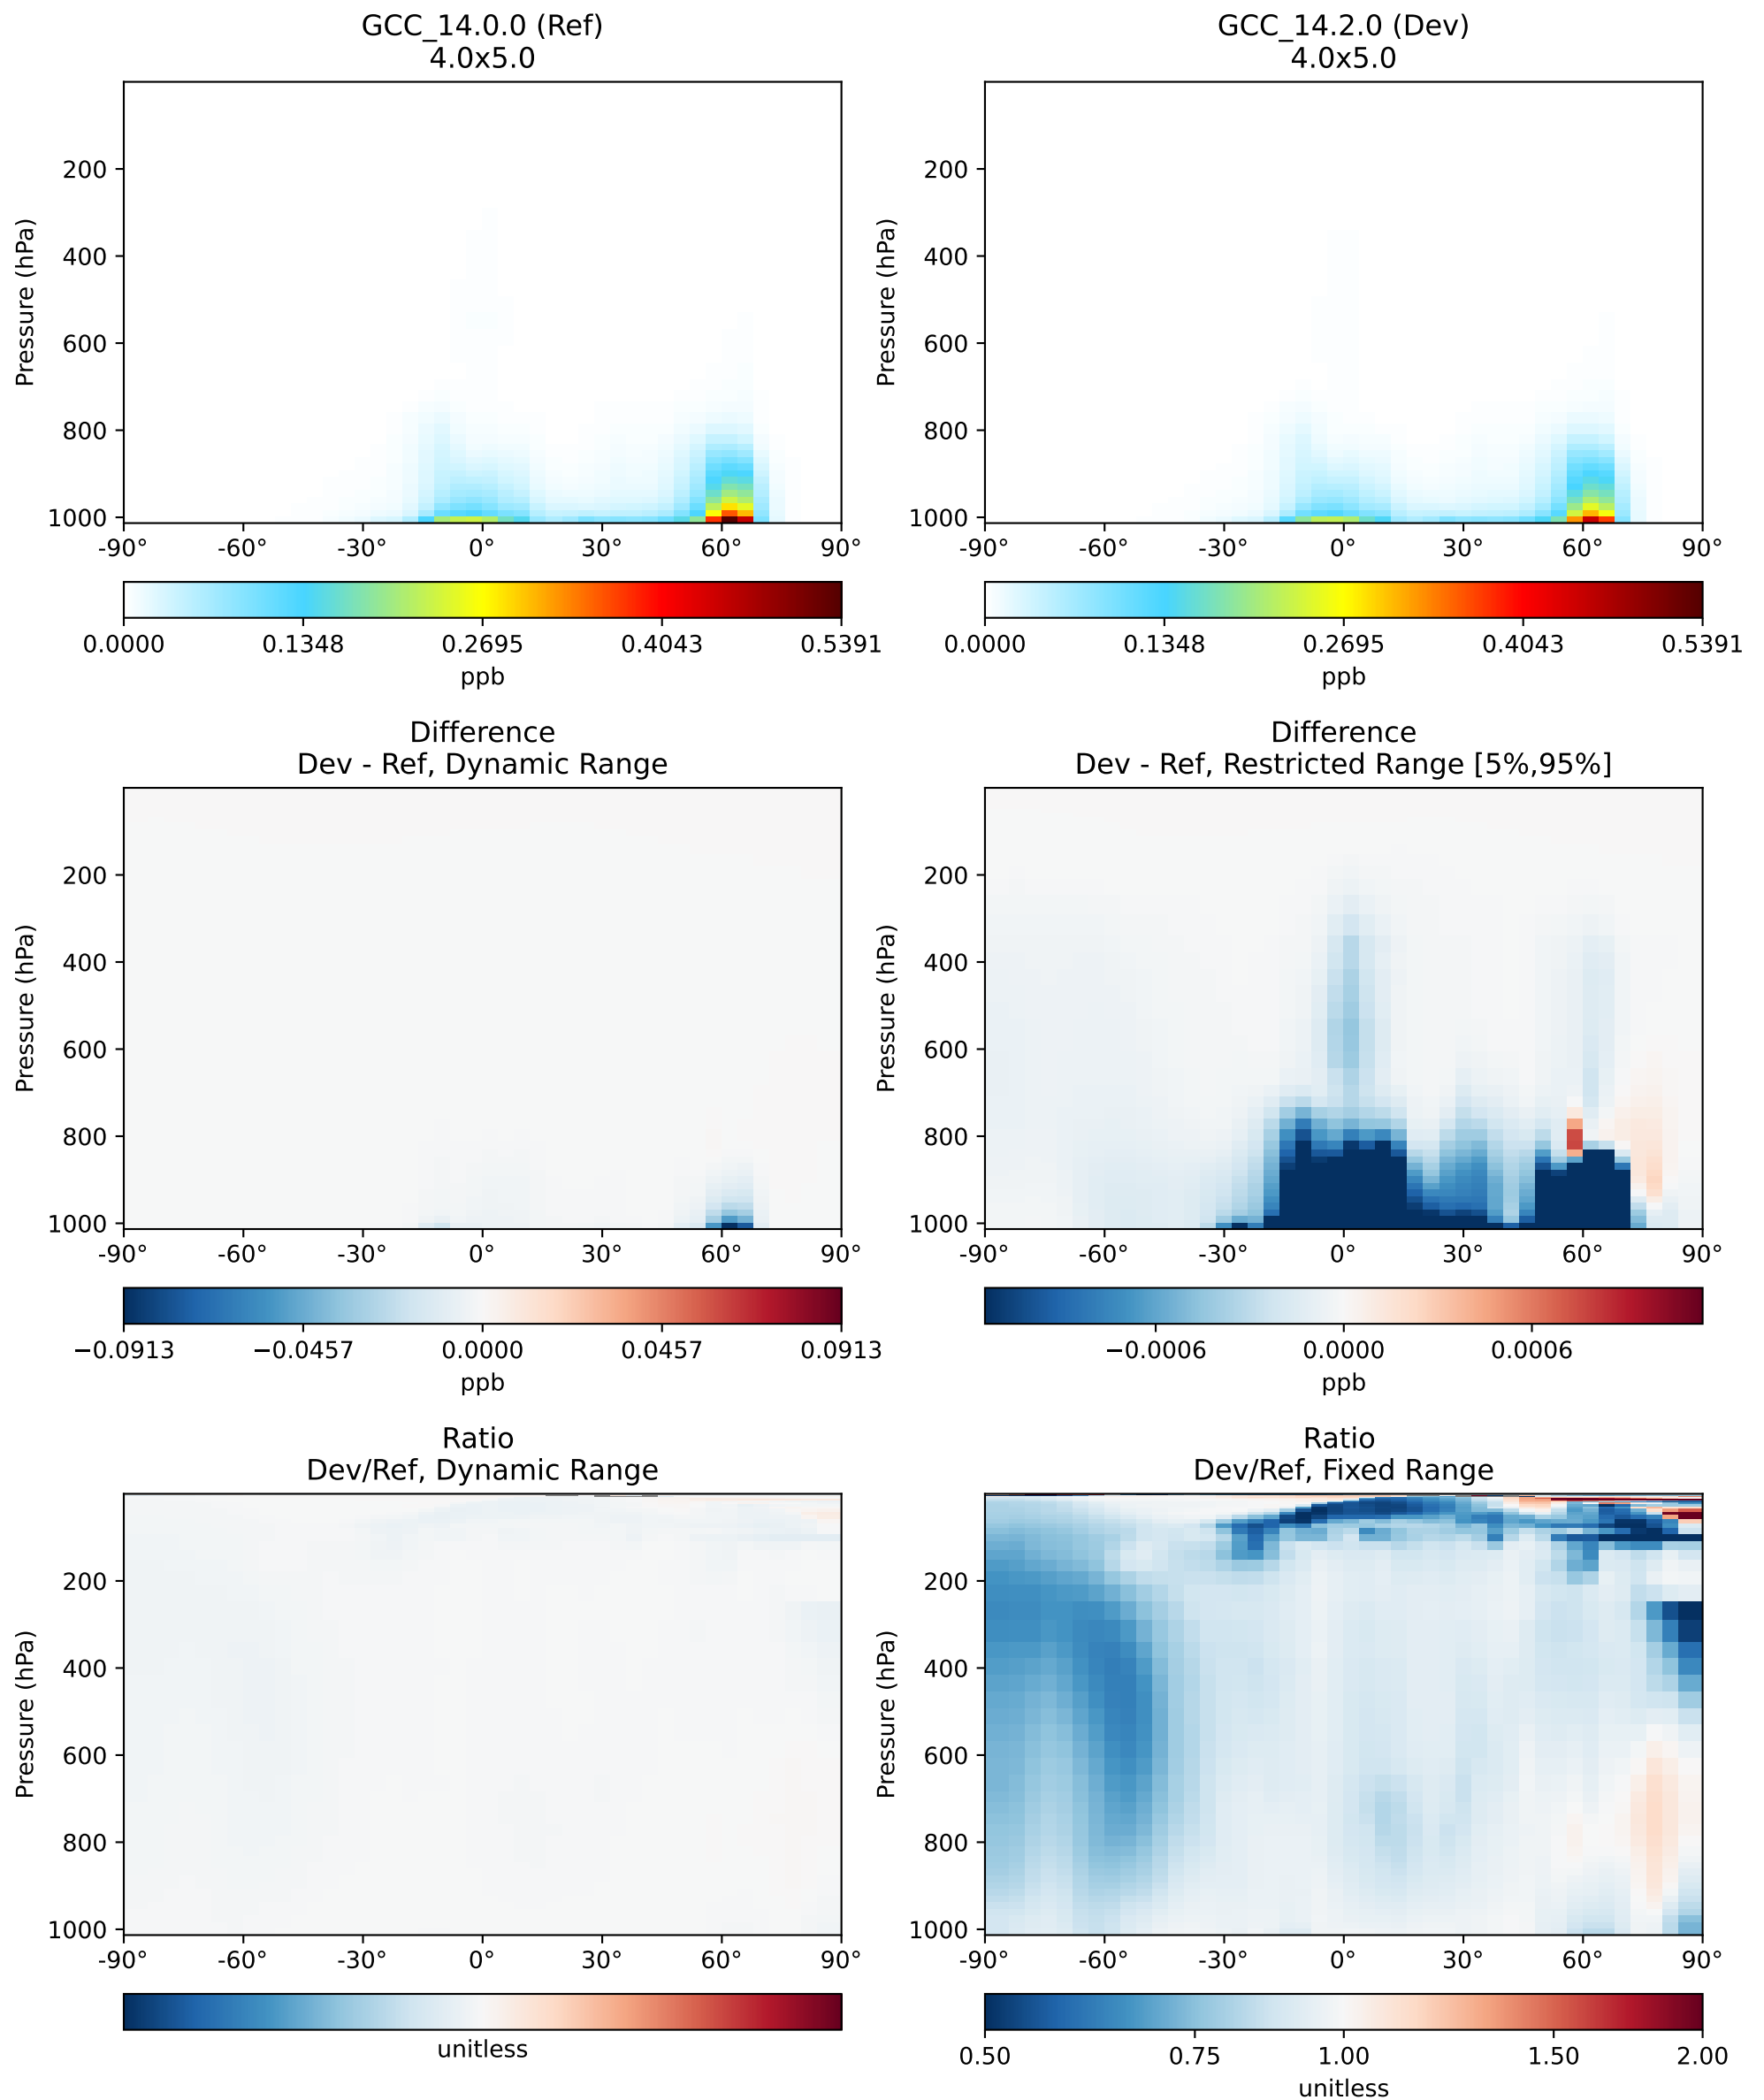 GCC_14.0.0 (Ref)
4.0x5.0
GCC_14.2.0 (Dev)
4.0x5.0
Pressure (hPa)
200
400
600
800
1000
-90° -60° -30° 0° 30° 60° 90°
0.0000 0.1348 0.2695 0.4043 0.5391
ppb
Pressure (hPa)
200
400
600
800
1000
-90° -60° -30° 0° 30° 60° 90°
0.0000 0.1348 0.2695 0.4043 0.5391
ppb
Difference
Dev - Ref, Dynamic Range
Pressure (hPa)
200
400
600
800
1000
-90° -60° -30° 0° 30° 60° 90°
−0.0913 −0.0457 0.0000 0.0457 0.0913
ppb
Difference
Dev - Ref, Restricted Range [5%,95%]
Pressure (hPa)
200
400
600
800
1000
-90° -60° -30° 0° 30° 60° 90°
−0.0006 0.0000 0.0006
ppb
Ratio
Dev/Ref, Dynamic Range
Pressure (hPa)
200
400
600
800
1000
-90° -60° -30° 0° 30° 60° 90°
unitless
Ratio
Dev/Ref, Fixed Range
Pressure (hPa)
200
400
600
800
1000
-90° -60° -30° 0° 30° 60° 90°
0.50 0.75 1.00 1.50 2.00
unitless